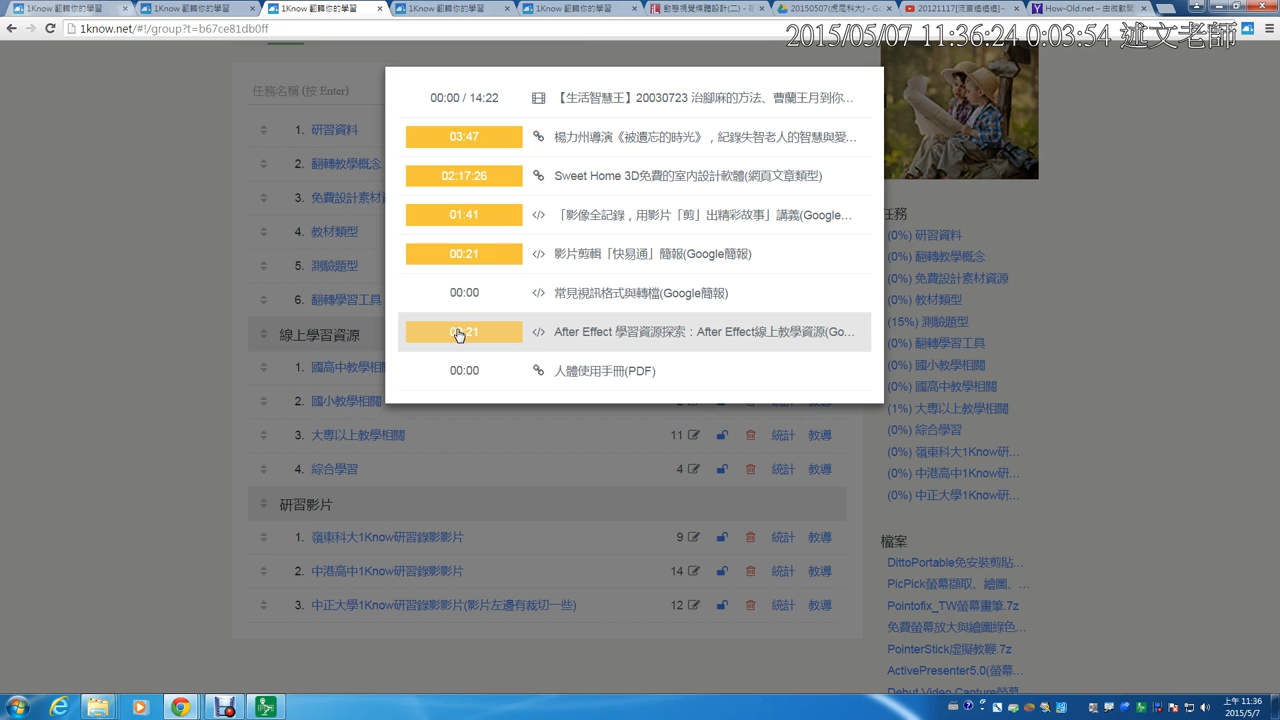 1Know 翻轉你的學習
1Know 翻轉你的學習
1Know 翻轉你的學習
1Know 翻轉你的學習
1Know 翻轉你的學習
動態視覺媒體設計(二) -
20150507(虎尾科大) - G
How-Old.net – 由微軟開
1know.net/#!/group?t=b67ce81db0ff
2015/05/07 11:36:24 0:03:54 述文老師
任務名稱 (按 Enter)
1. 研習資料
2. 翻轉教學概念
3. 免費設計素材資
4. 教材類型
5. 測驗題型
6. 翻轉學習工具
線上學習資源
1. 國高中教學相
2. 國小教學相關
3. 大專以上教學相關 11 統計 教導
4. 綜合學習 4 統計 教導
研習影片
1. 嶺東科大1Know研習錄影影片 9 統計 教導
2. 中港高中1Know研習錄影影片 14 統計 教導
3. 中正大學1Know研習錄影影片(影片左邊有裁切一些) 12 統計 教導
00:00 / 14:22 【生活智慧王】20030723 治腳麻的方法、曹蘭王月到你…
03:47 楊力州導演《被遺忘的時光》，紀錄失智老人的智慧與愛…
02:17:26 Sweet Home 3D免費的室內設計軟體(網頁文章類型)
01:41 「影像全記錄，用影片「剪」出精彩故事」講義(Google…
00:21 影片剪輯「快易通」簡報(Google簡報)
00:00 常見視訊格式與轉檔(Google簡報)
After Effect 學習資源探索：After Effect線上教學資源(Go…
00:00 人體使用手冊(PDF)
任務
(0%) 研習資料
(0%) 翻轉教學概念
(0%) 免費設計素材資源
(0%) 教材類型
(15%) 測驗題型
(0%) 翻轉學習工具
(0%) 國小教學相關
(0%) 國高中教學相關
(1%) 大專以上教學相關
(0%) 綜合學習
(0%) 嶺東科大1Know研…
(0%) 中港高中1Know研…
(0%) 中正大學1Know研…
檔案
DittoPortable免安裝剪貼…
PicPick螢幕擷取、繪圖、…
Pointofix_TW螢幕畫筆.7z
免費螢幕放大與繪圖綠色…
PointerStick虛擬教鞭.7z
ActivePresenter5.0(螢幕…
Debut Video Capture螢幕
上午 11:36
2015/5/7